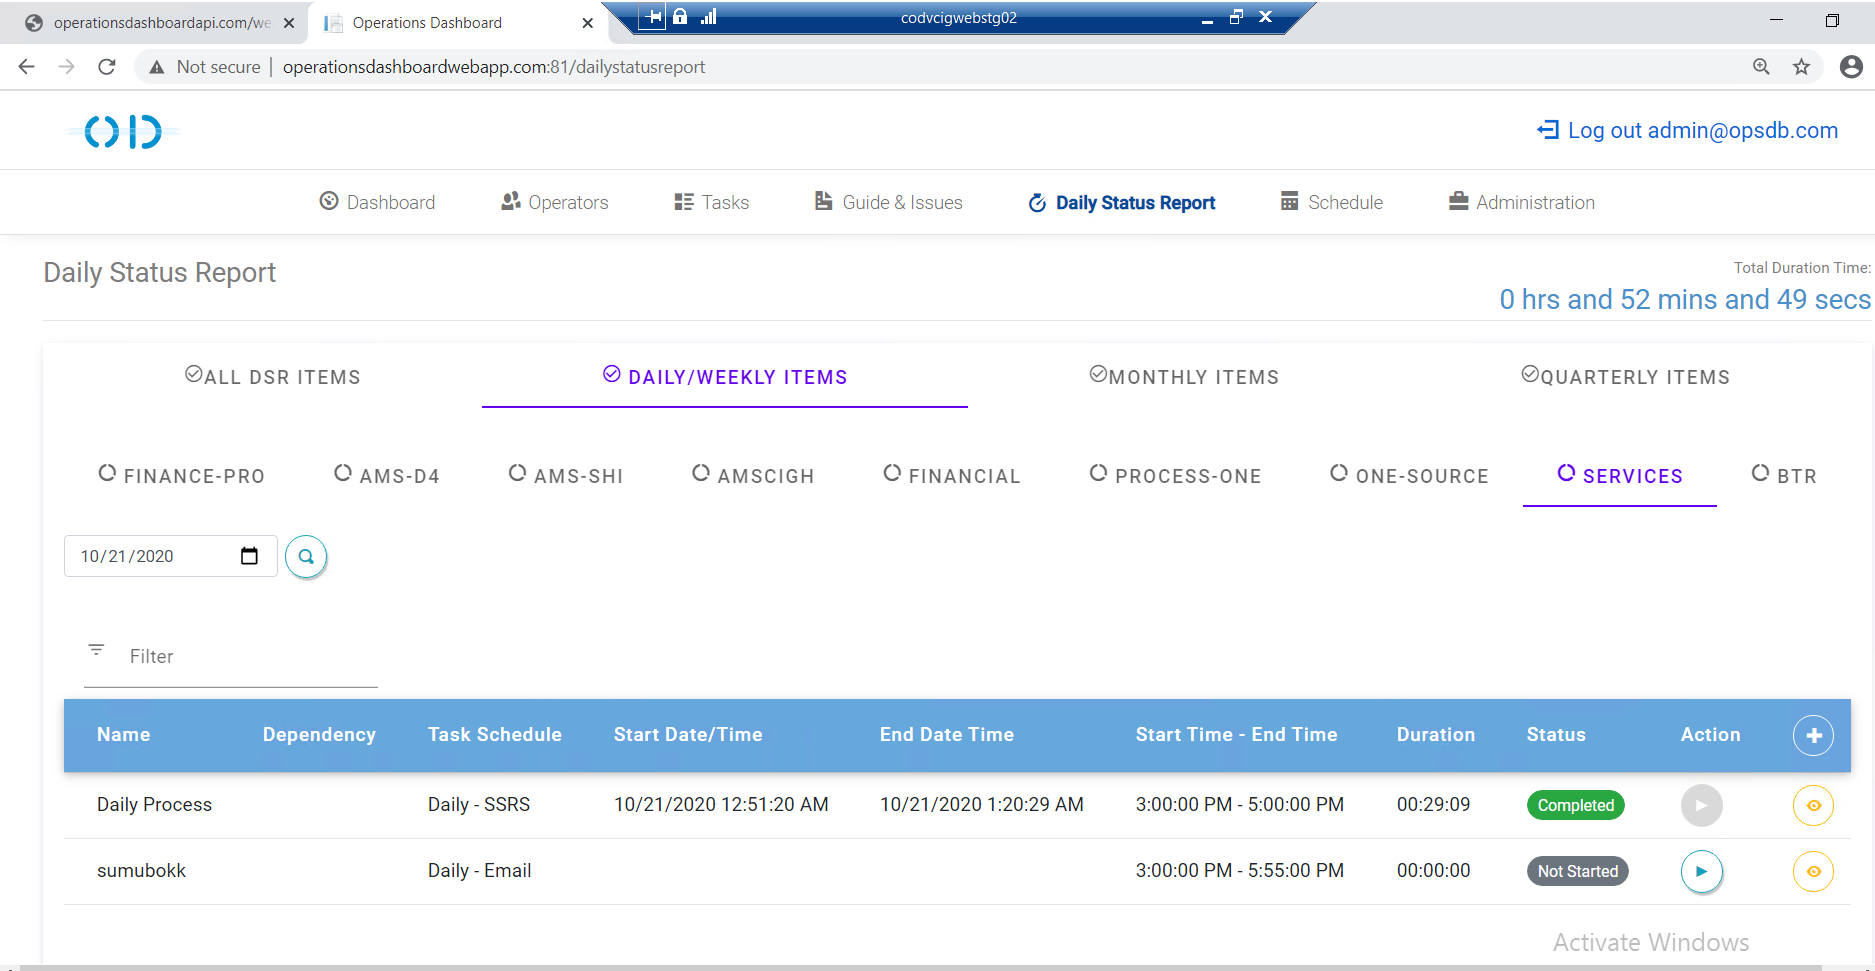 operationsdashboardapi.com/we
Operations Dashboard
codvcigwebstg02
Not secure | operationsdashboardwebapp.com:81/dailystatusreport
OD
Log out admin@opsdb.com
Dashboard Operators Tasks Guide & Issues Daily Status Report Schedule Administration
Daily Status Report
Total Duration Time:
0 hrs and 52 mins and 49 secs
ALL DSR ITEMS DAILY/WEEKLY ITEMS MONTHLY ITEMS QUARTERLY ITEMS
FINANCE-PRO AMS-D4 AMS-SHI AMSCIGH FINANCIAL PROCESS-ONE ONE-SOURCE SERVICES BTR
10/21/2020
Filter
Name Dependency Task Schedule Start Date/Time End Date Time Start Time - End Time Duration Status Action
Daily Process Daily - SSRS 10/21/2020 12:51:20 AM 10/21/2020 1:20:29 AM 3:00:00 PM - 5:00:00 PM 00:29:09 Completed
sumubokk Daily - Email 3:00:00 PM - 5:55:00 PM 00:00:00 Not Started
Activate Windows